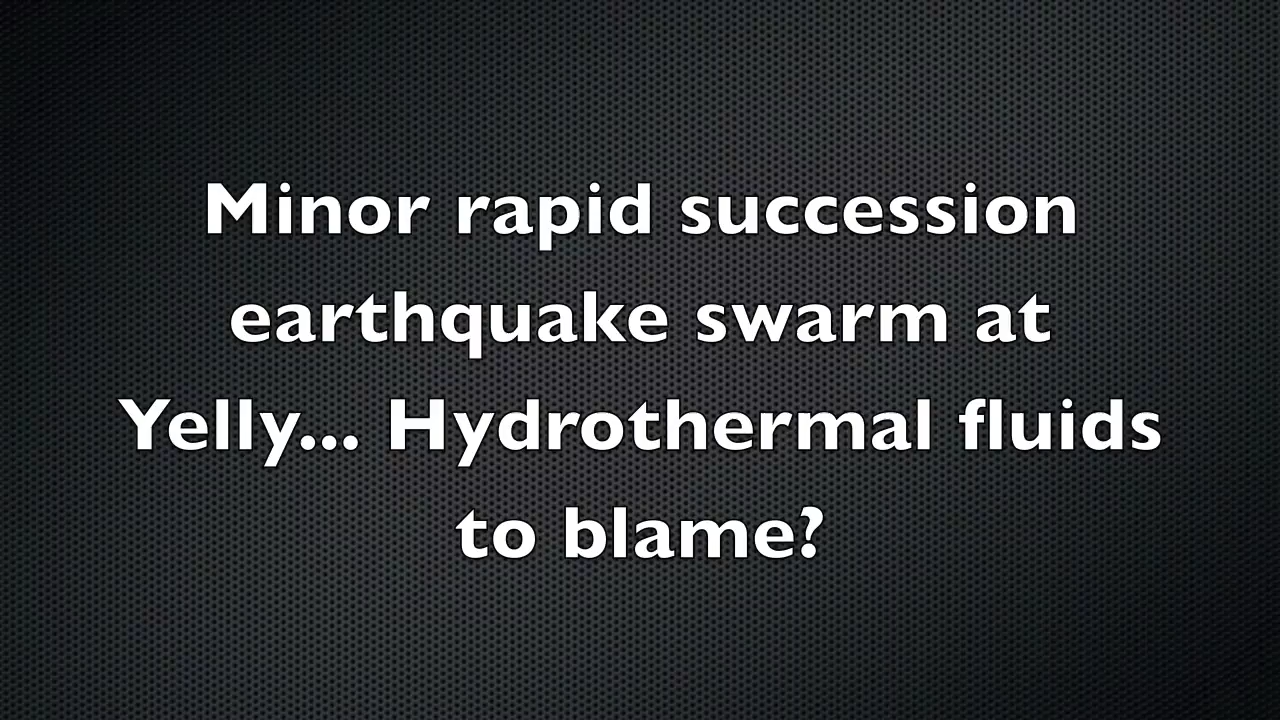 Minor rapid succession
earthquake swarm at
Yelly... Hydrothermal fluids
to blame?